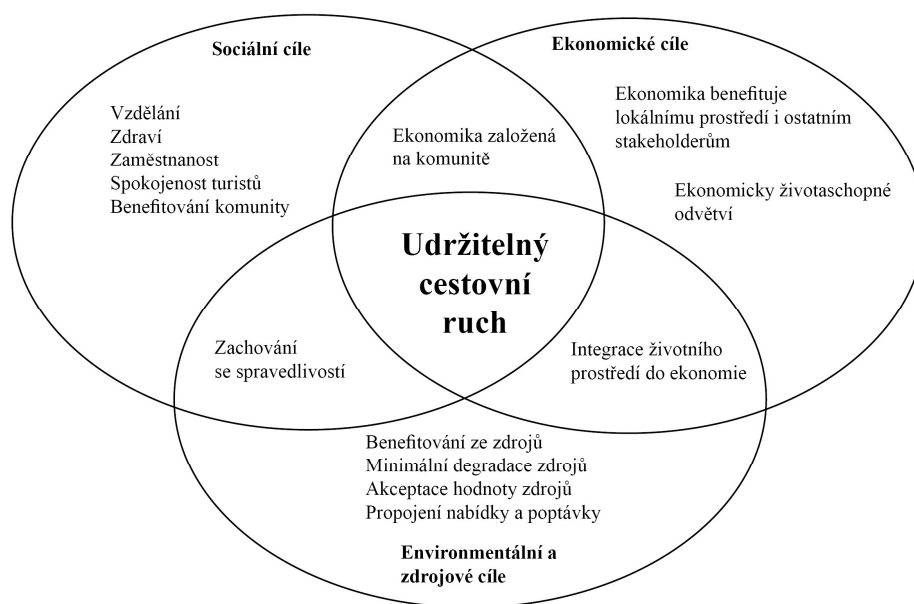 Sociální cíle
Ekonomické cíle
Vzdělání
Zdraví
Zaměstnanost
Spokojenost turistů
Benefitování komunity
Ekonomika založená
na komunitě
Ekonomika benefituje
lokálnímu prostředí i ostatním
stakeholderům
Ekonomicky životaschopné
odvětví
Udržitelný
cestovní
ruch
Zachování
se spravedlivostí
Integrace životního
prostředí do ekonomie
Benefitování ze zdrojů
Minimální degradace zdrojů
Akceptace hodnoty zdrojů
Propojení nabídky a poptávky
Environmentální a
zdrojové cíle